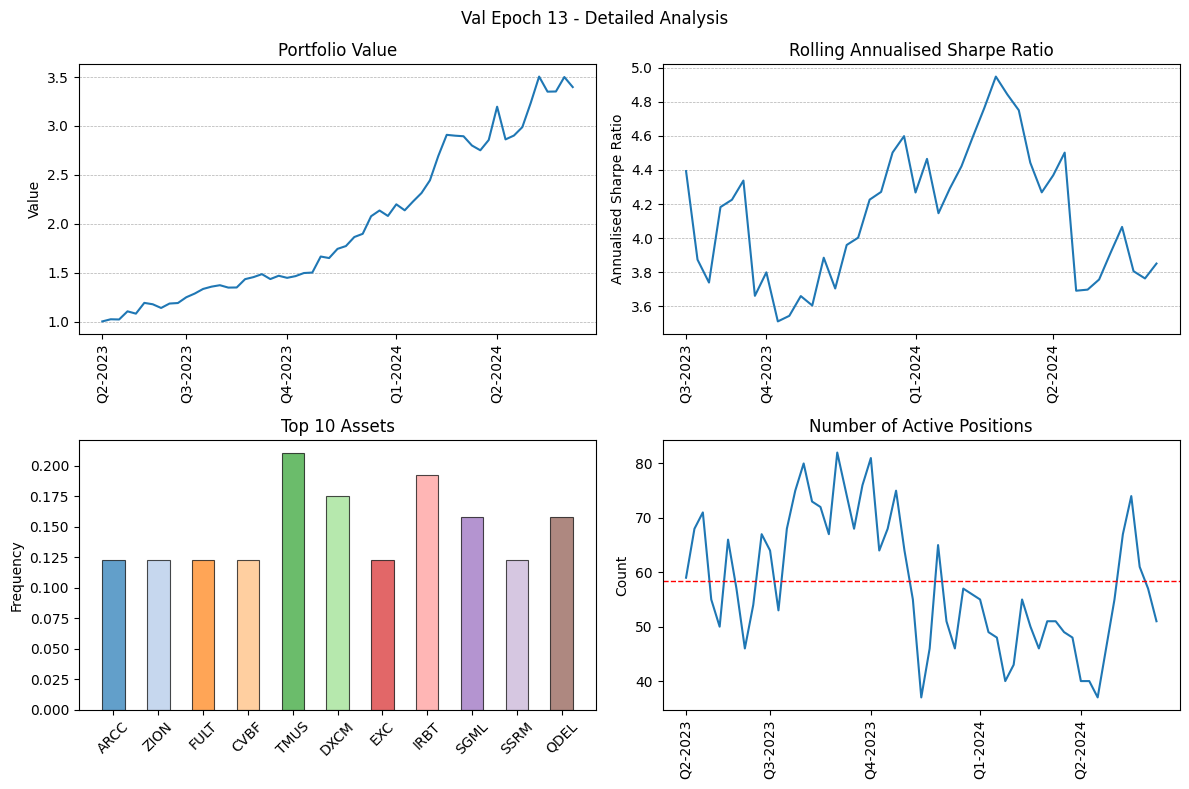 Val Epoch 13 - Detailed Analysis
Portfolio Value
Value
3.5
3.0
2.5
2.0
1.5
1.0
Q2-2023
Q3-2023
Q4-2023
Q1-2024
Q2-2024
Rolling Annualised Sharpe Ratio
Annualised Sharpe Ratio
5.0
4.8
4.6
4.4
4.2
4.0
3.8
3.6
Q3-2023
Q4-2023
Q1-2024
Q2-2024
Top 10 Assets
Frequency
0.200
0.175
0.150
0.125
0.100
0.075
0.050
0.025
0.000
ARCC
ZION
FULT
CVBF
TMUS
DXCM
EXC
IRBT
SGML
SSRM
QDEL
Number of Active Positions
Count
80
70
60
50
40
Q2-2023
Q3-2023
Q4-2023
Q1-2024
Q2-2024